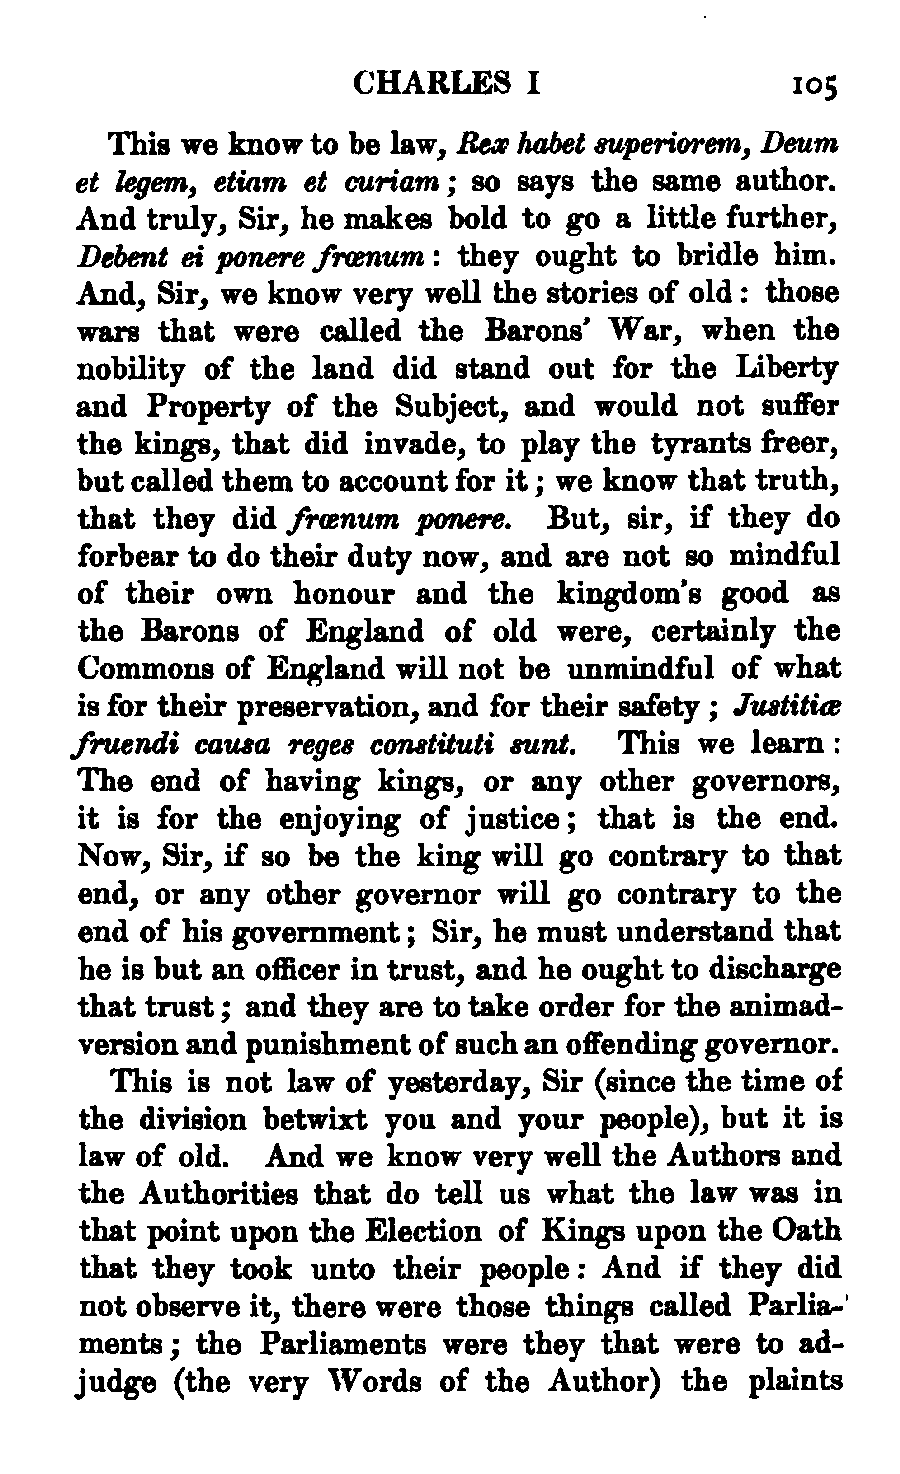 CHARLES I 105
This we know to be law, Rex habet superiorem, Deum
et legem, etiam et curiam ; so says the same author.
And truly, Sir, he makes bold to go a little further,
Debent ei ponere frœnum : they ought to bridle him.
And, Sir, we know very well the stories of old : those
wars that were called the Barons' War, when the
nobility of the land did stand out for the Liberty
and Property of the Subject, and would not suffer
the kings, that did invade, to play the tyrants freer,
but called them to account for it ; we know that truth,
that they did frœnum ponere. But, sir, if they do
forbear to do their duty now, and are not so mindful
of their own honour and the kingdom's good as
the Barons of England of old were, certainly the
Commons of England will not be unmindful of what
is for their preservation, and for their safety ; Justitiæ
fruendi causa reges constituti sunt. This we learn :
The end of having kings, or any other governors,
it is for the enjoying of justice ; that is the end.
Now, Sir, if so be the king will go contrary to that
end, or any other governor will go contrary to the
end of his government ; Sir, he must understand that
he is but an officer in trust, and he ought to discharge
that trust ; and they are to take order for the animad-
version and punishment of such an offending governor.
This is not law of yesterday, Sir (since the time of
the division betwixt you and your people), but it is
law of old. And we know very well the Authors and
the Authorities that do tell us what the law was in
that point upon the Election of Kings upon the Oath
that they took unto their people : And if they did
not observe it, there were those things called Parlia-
ments ; the Parliaments were they that were to ad-
judge (the very Words of the Author) the plaints